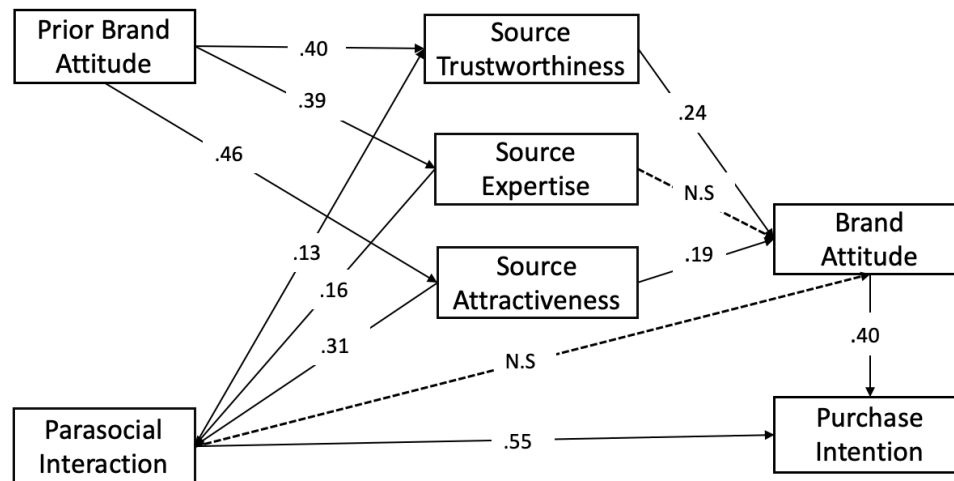 Prior Brand
Attitude
Source
Trustworthiness
.40
.39
.24
.46
Source
Expertise
N.S
Brand
Attitude
.13
Source
Attractiveness
.19
.16
.31
N.S
.40
Parasocial
Interaction
.55
Purchase
Intention